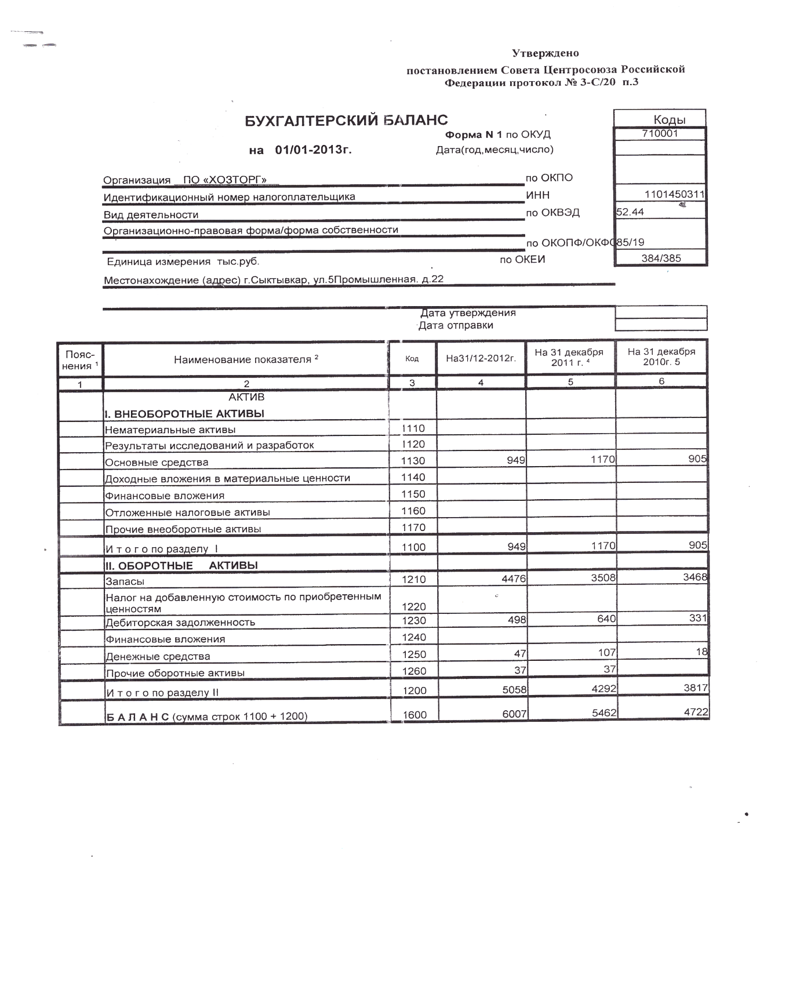 Утверждено
постановлением Совета Центросоюза Российской
Федерации протокол № 3-С/20 п.3
БУХГАЛТЕРСКИЙ БАЛАНС
Коды
Форма N 1 по ОКУД 710001
на 01/01-2013г. Дата(год,месяц,число)
Организация ПО «ХОЗТОРГ» по ОКПО
Идентификационный номер налогоплательщика ИНН 1101450311
Вид деятельности по ОКВЭД 52.44
Организационно-правовая форма/форма собственности
по ОКОПФ/ОКФС 85/19
Единица измерения тыс.руб. по ОКЕИ 384/385
Местонахождение (адрес) г.Сыктывкар, ул.5Промышленная. д.22
Дата утверждения
Дата отправки
Пояс-нения 1 Наименование показателя 2 Код На31/12-2012г. На 31 декабря 2011 г. 4 На 31 декабря 2010г. 5
1 2 3 4 5 6
АКТИВ
I. ВНЕОБОРОТНЫЕ АКТИВЫ
Нематериальные активы 1110
Результаты исследований и разработок 1120
Основные средства 1130 949 1170 905
Доходные вложения в материальные ценности 1140
Финансовые вложения 1150
Отложенные налоговые активы 1160
Прочие внеоборотные активы 1170
И т о г о по разделу I 1100 949 1170 905
II. ОБОРОТНЫЕ АКТИВЫ
Запасы 1210 4476 3508 3468
Налог на добавленную стоимость по приобретенным
ценностям 1220
Дебиторская задолженность 1230 498 640 331
Финансовые вложения 1240
Денежные средства 1250 47 107 18
Прочие оборотные активы 1260 37 37
И т о г о по разделу II 1200 5058 4292 3817
Б А Л А Н С (сумма строк 1100 + 1200) 1600 6007 5462 4722